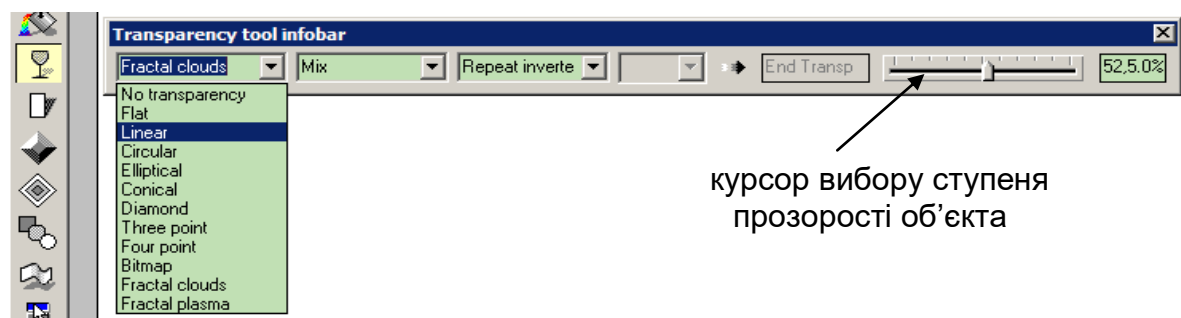 Transparency tool infobar
Fractal clouds Mix Repeat inverte End Transp 52,5.0%
No transparency
Flat
Linear
Circular
Elliptical
Conical
Diamond
Three point
Four point
Bitmap
Fractal clouds
Fractal plasma
курсор вибору ступеня
прозорості об’єкта